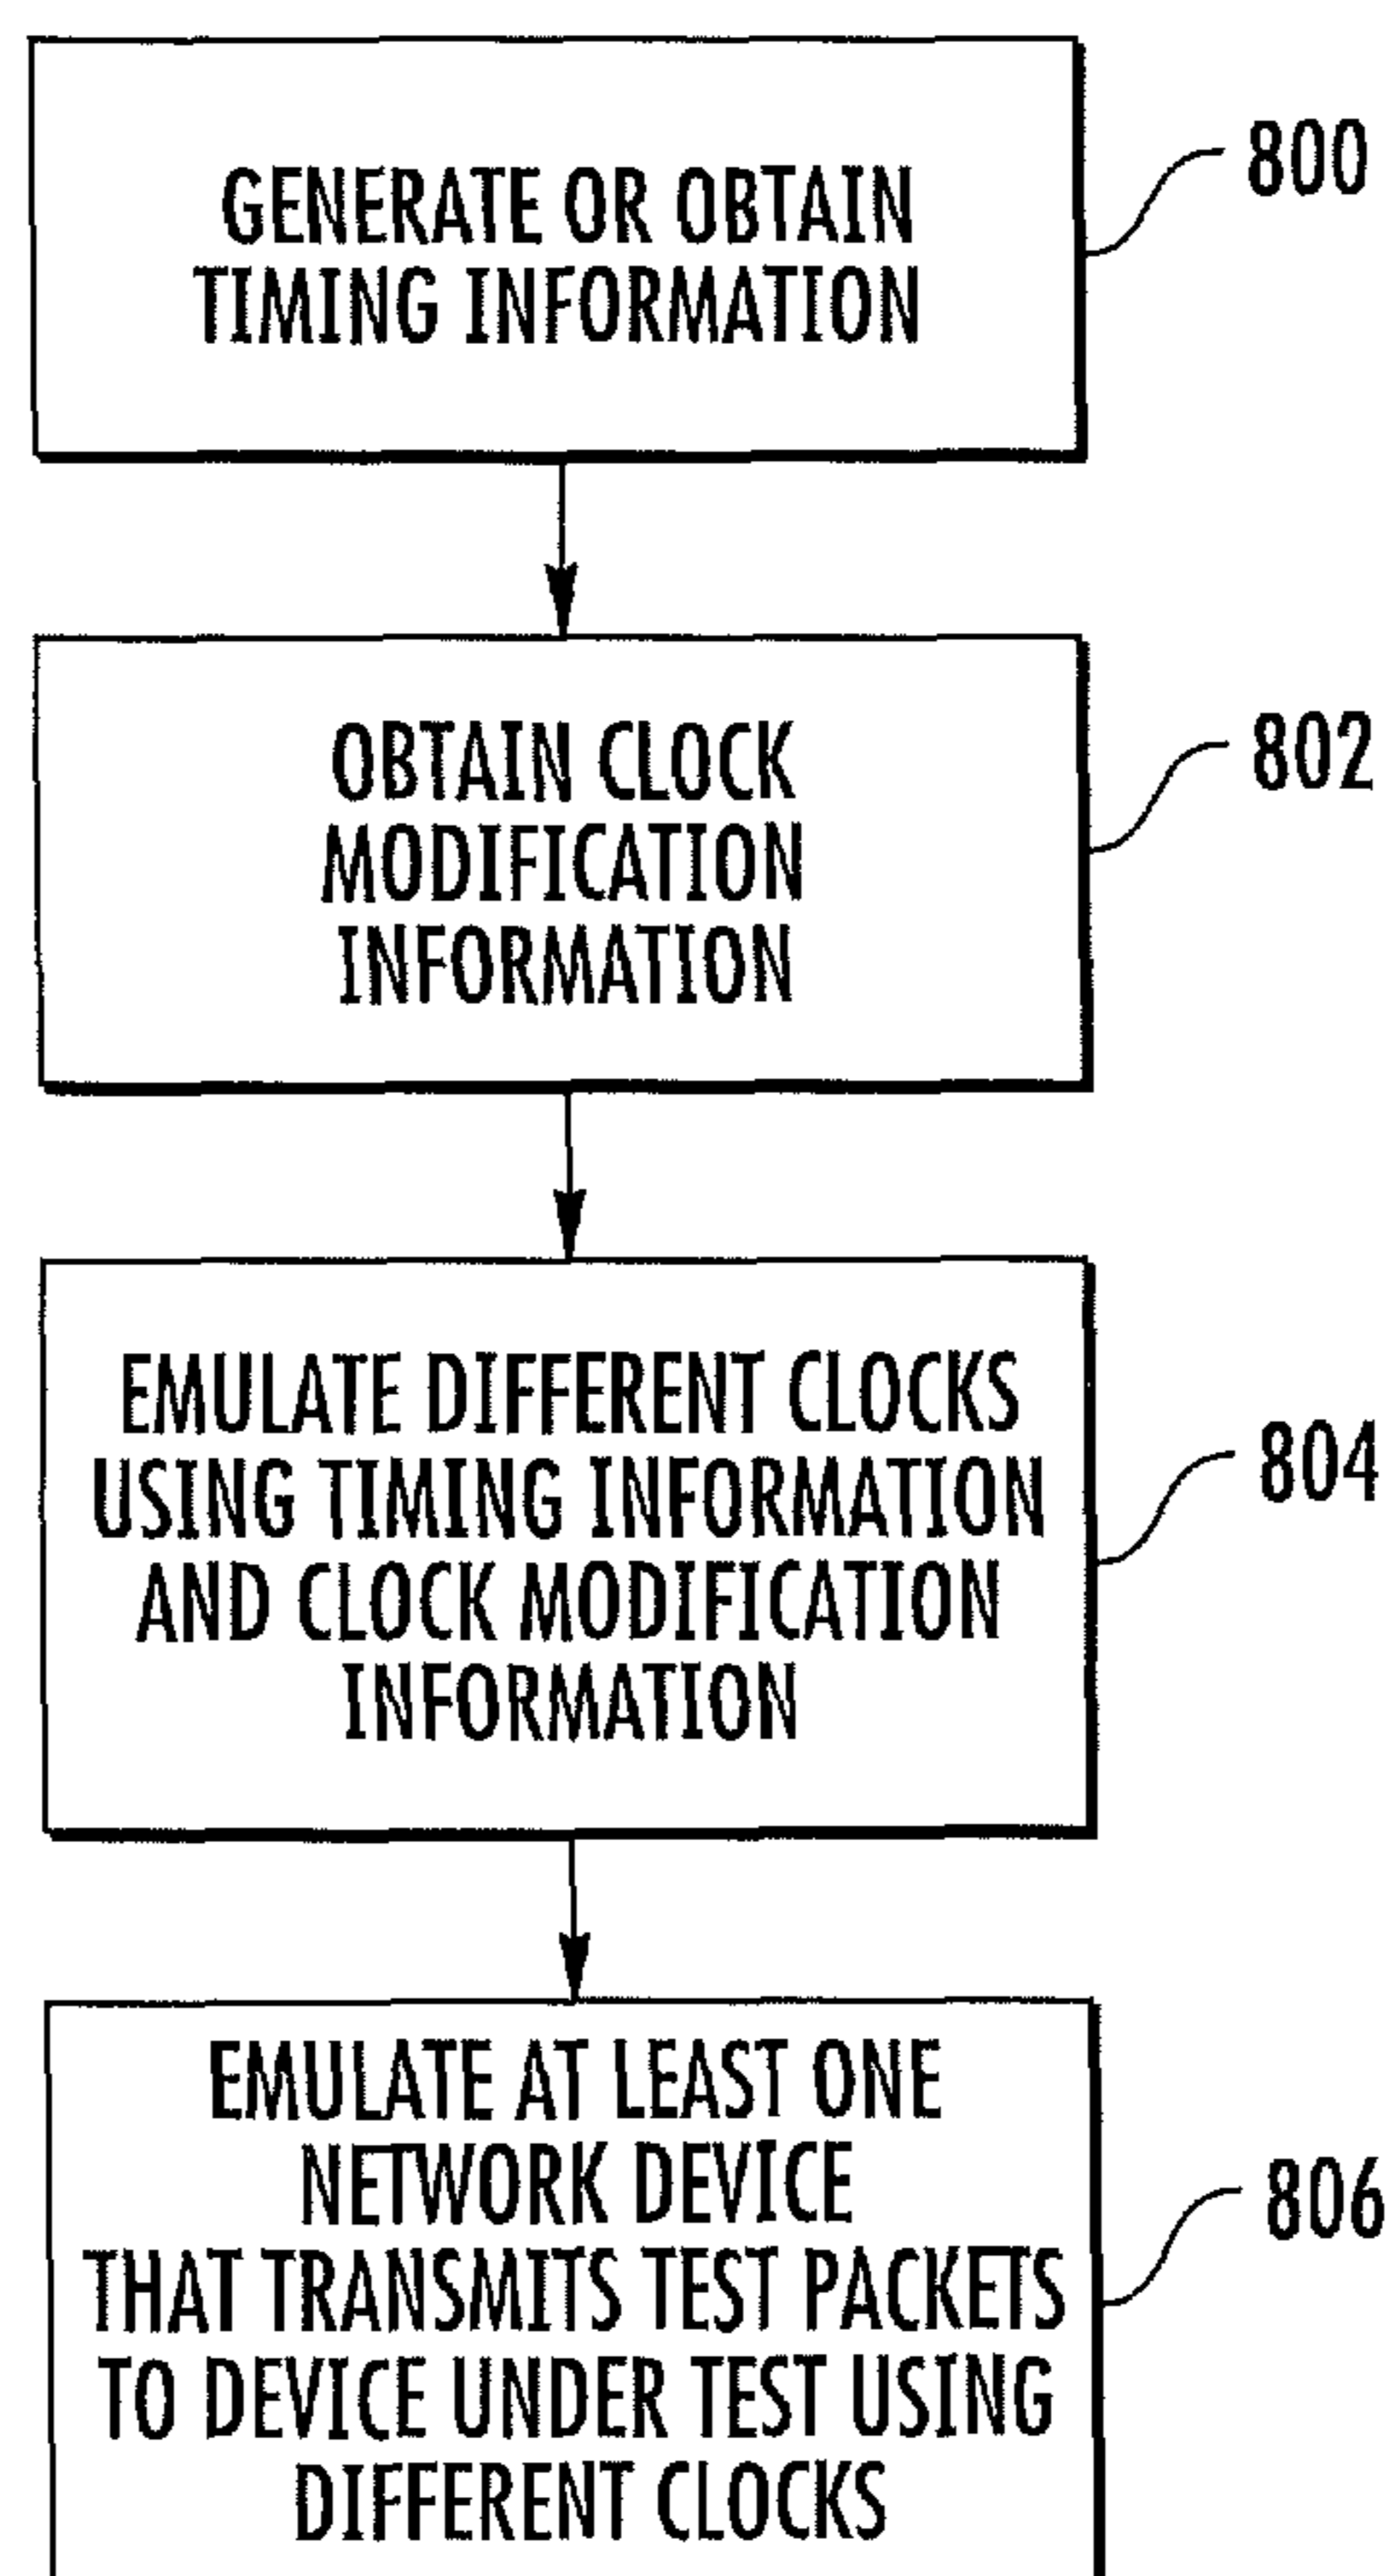 GENERATE OR OBTAIN
TIMING INFORMATION
800
OBTAIN CLOCK
MODIFICATION
INFORMATION
802
EMULATE DIFFERENT CLOCKS
USING TIMING INFORMATION
AND CLOCK MODIFICATION
INFORMATION
804
EMULATE AT LEAST ONE
NETWORK DEVICE
THAT TRANSMITS TEST PACKETS
TO DEVICE UNDER TEST USING
DIFFERENT CLOCKS
806